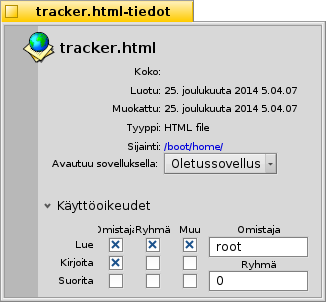 tracker.html-tiedot
tracker.html
Koko:
Luotu: 25. joulukuuta 2014 5.04.07
Muokattu: 25. joulukuuta 2014 5.04.07
Tyyppi: HTML file
Sijainti: /boot/home/
Avautuu sovelluksella: Oletussovellus
Käyttöoikeudet
Omistaja Ryhmä Muu Omistaja
Lue root
Kirjoita Ryhmä
Suorita 0